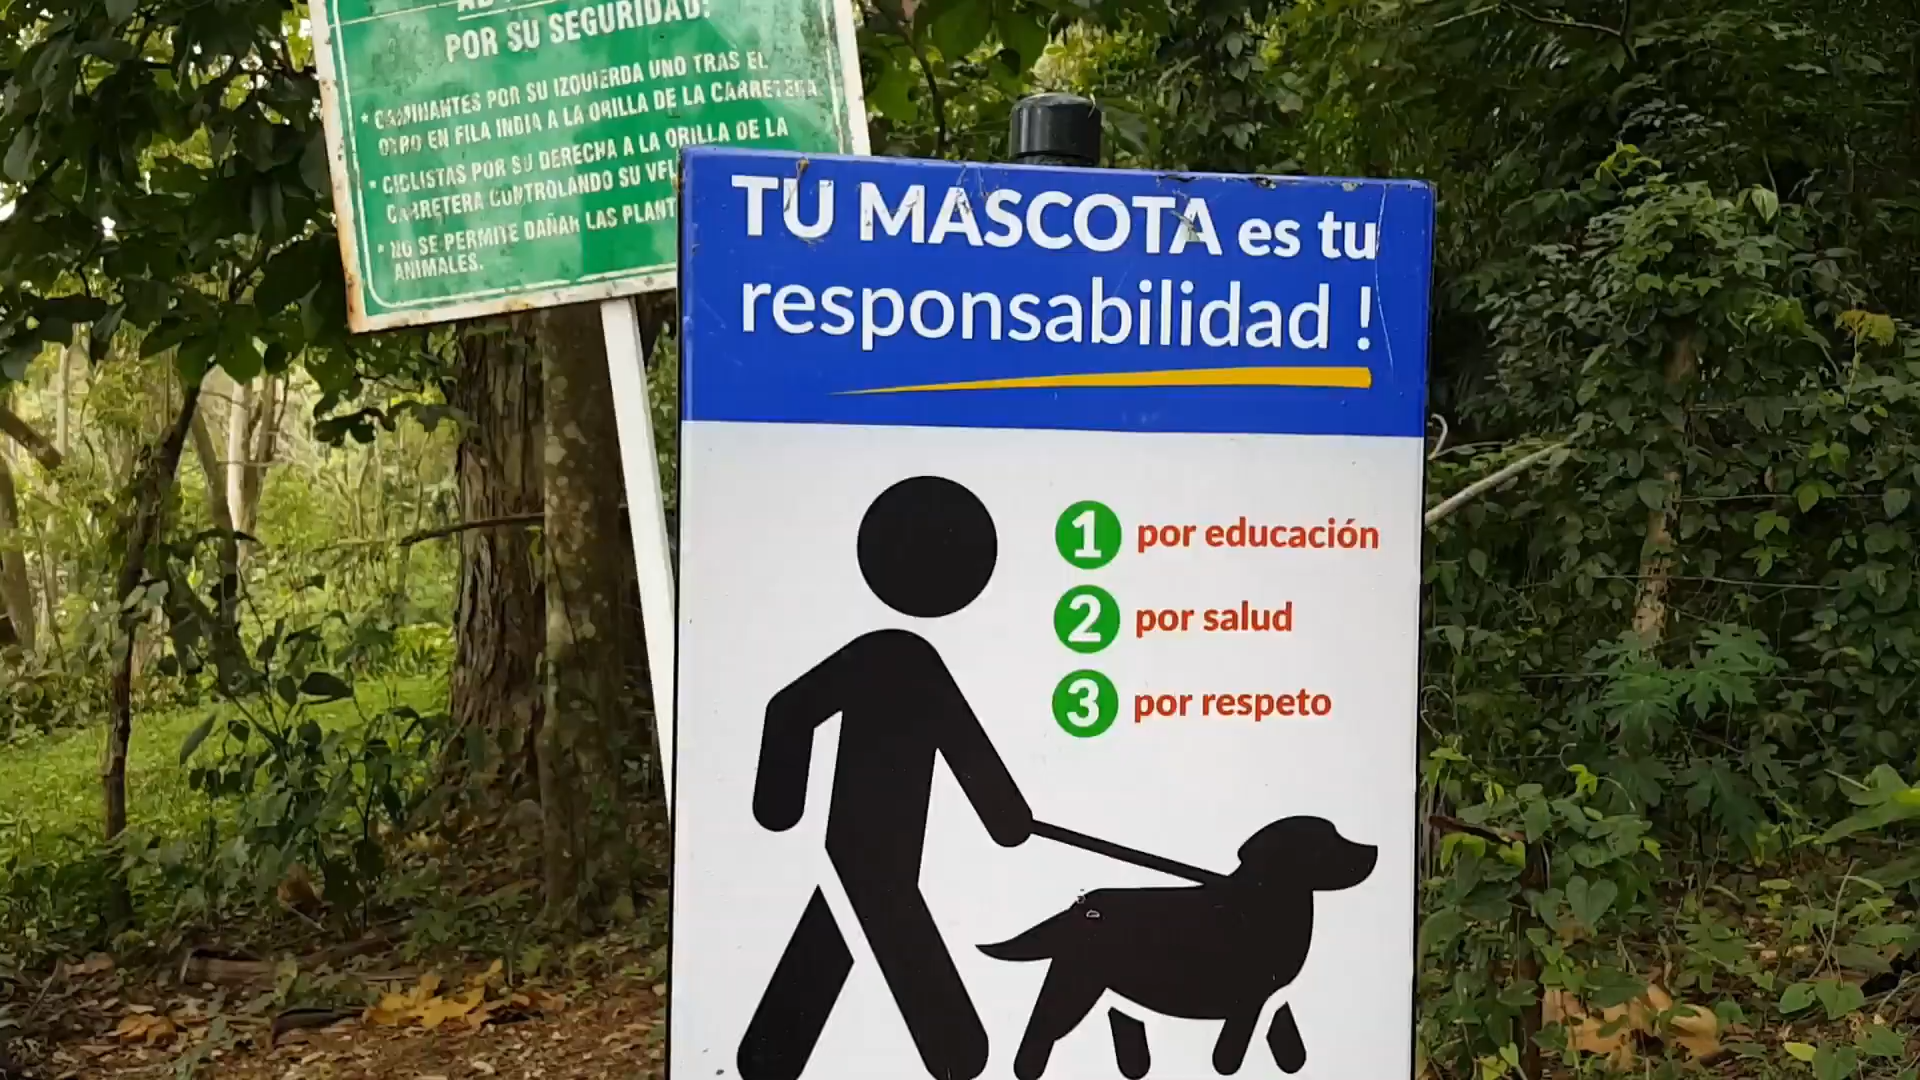 POR SU SEGURIDAD:
* CAMINANTES POR SU IZQUIERDA UNO TRAS EL
OTRO EN FILA INDIA A LA ORILLA DE LA CARRETERA
* CICLISTAS POR SU DERECHA A LA ORILLA DE LA
CARRETERA CONTROLANDO SU
* NO SE PERMITE DAÑAR LAS
ANIMALES.
TU MASCOTA es tu
responsabilidad !
1 por educación
2 por salud
3 por respeto